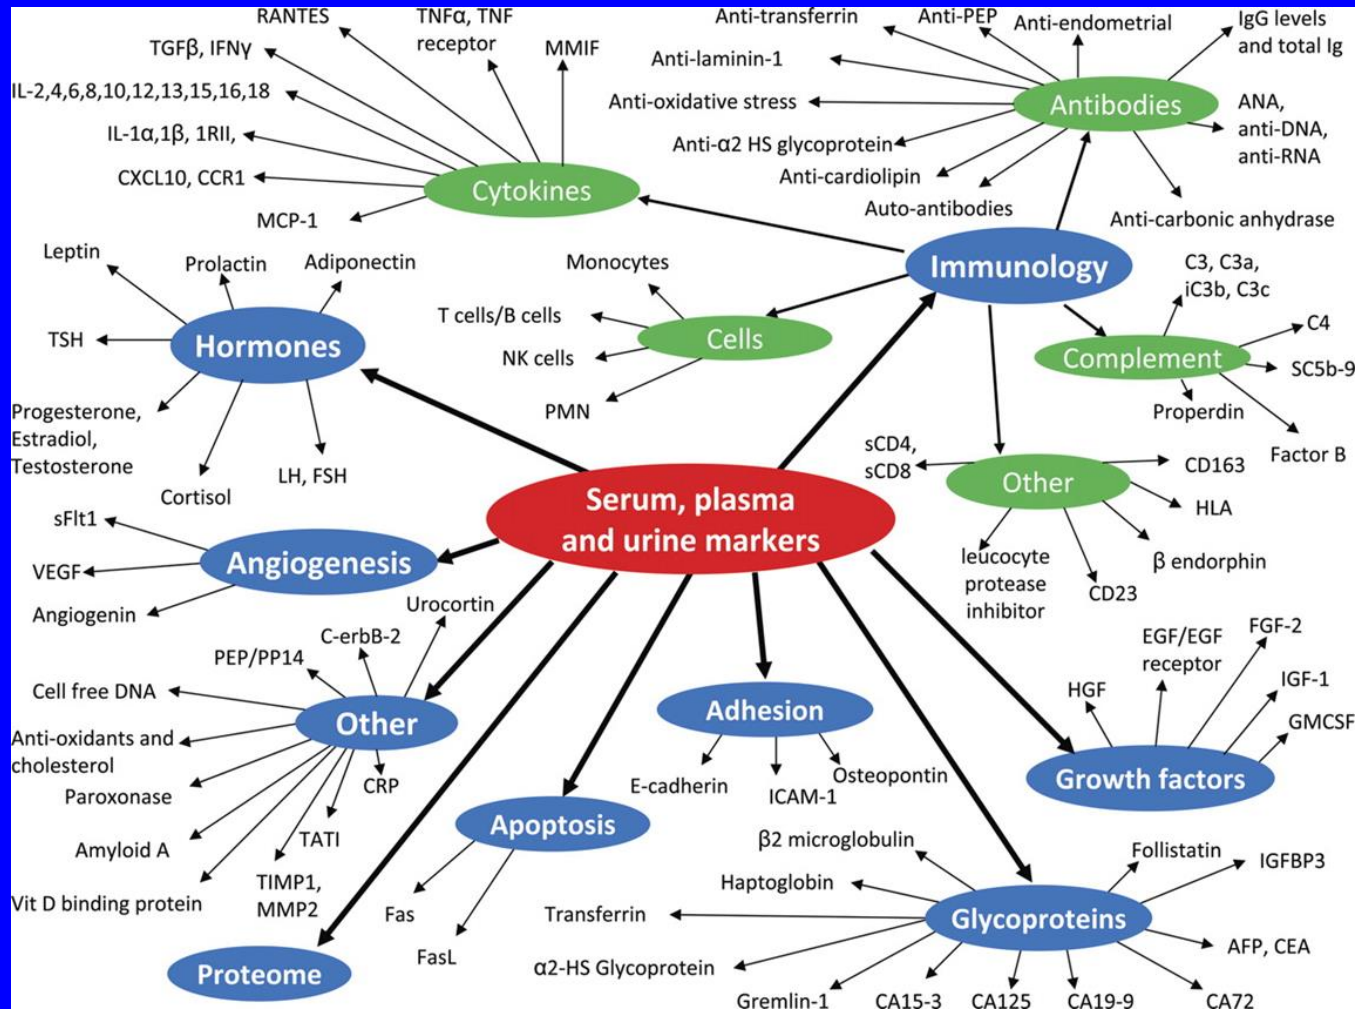 RANTES
TNFα, TNF
receptor
TGFβ, IFNγ
MMIF
IL-2,4,6,8,10,12,13,15,16,18
IL-1α,1β, 1RII,
CXCL10, CCR1
MCP-1
Cytokines
Anti-transferrin
Anti-PEP
Anti-endometrial
IgG levels
and total Ig
Anti-laminin-1
Anti-oxidative stress
Antibodies
ANA,
anti-DNA,
anti-RNA
Anti-α2 HS glycoprotein
Anti-cardiolipin
Auto-antibodies
Anti-carbonic anhydrase
Immunology
Leptin
Prolactin
Adiponectin
TSH
Hormones
Progesterone,
Estradiol,
Testosterone
Cortisol
LH, FSH
Monocytes
T cells/B cells
NK cells
PMN
Cells
C3, C3a,
iC3b, C3c
C4
Complement
SC5b-9
Properdin
Factor B
sCD4,
sCD8
Other
CD163
HLA
β endorphin
CD23
leucocyte
protease
inhibitor
Serum, plasma
and urine markers
sFlt1
VEGF
Angiogenin
Angiogenesis
Urocortin
C-erbB-2
PEP/PP14
Cell free DNA
Other
Anti-oxidants and
cholesterol
Paroxonase
Amyloid A
Vit D binding protein
TIMP1,
MMP2
TATI
CRP
Adhesion
E-cadherin
ICAM-1
Osteopontin
EGF/EGF
receptor
FGF-2
HGF
IGF-1
GMCSF
Growth factors
Apoptosis
Fas
FasL
Proteome
β2 microglobulin
Follistatin
IGFBP3
Haptoglobin
Transferrin
Glycoproteins
AFP, CEA
α2-HS Glycoprotein
Gremlin-1
CA15-3
CA125
CA19-9
CA72